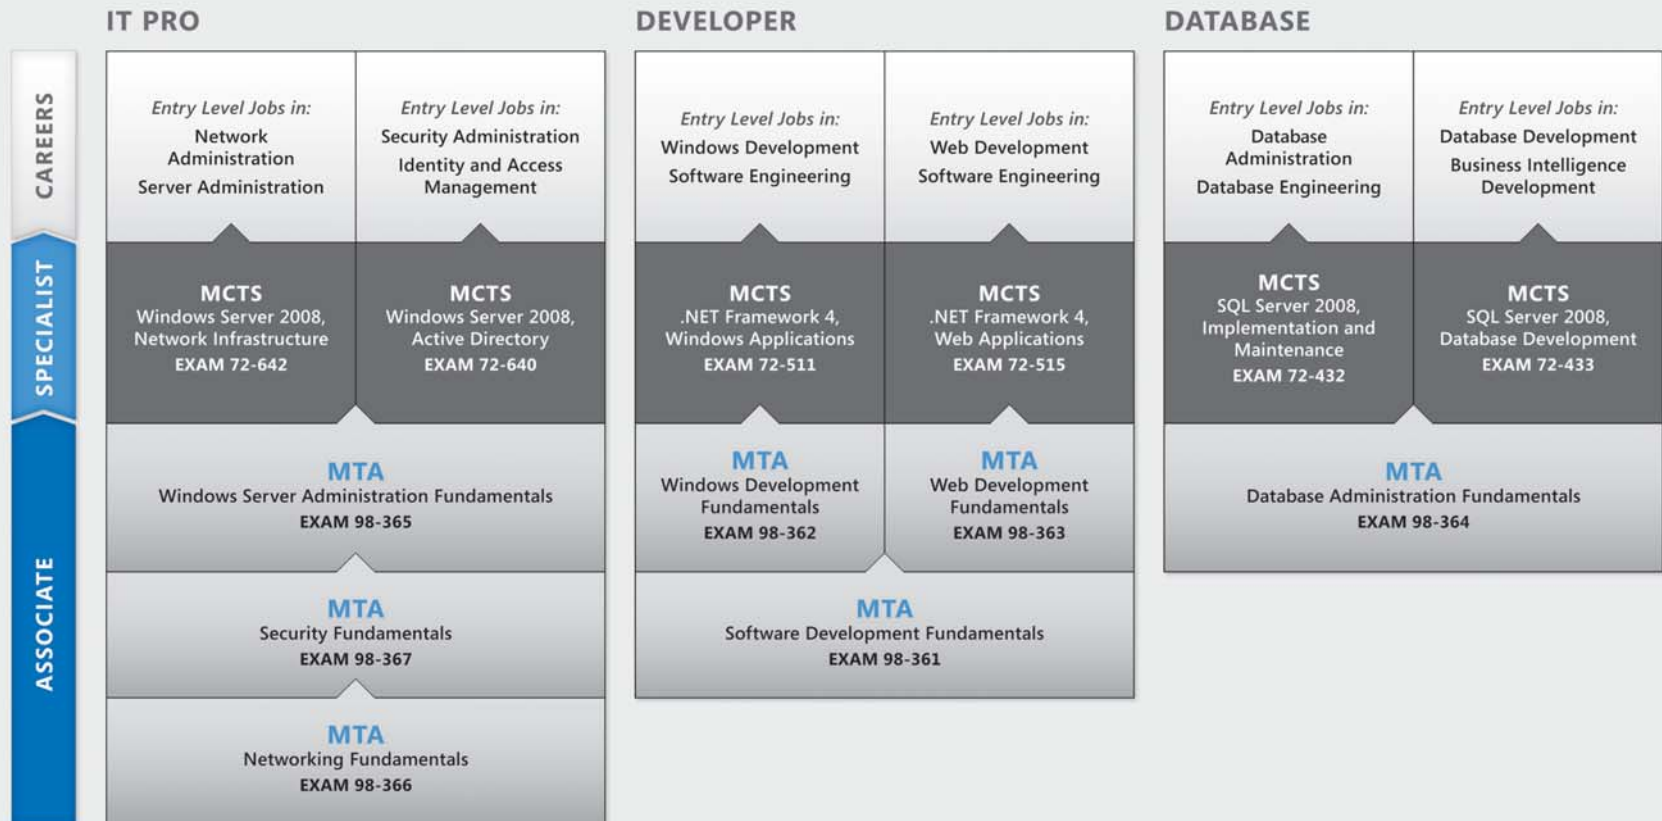 IT PRO
DEVELOPER
DATABASE
CAREERS
Entry Level Jobs in:
Network
Administration
Server Administration
Entry Level Jobs in:
Security Administration
Identity and Access
Management
Entry Level Jobs in:
Windows Development
Software Engineering
Entry Level Jobs in:
Web Development
Software Engineering
Entry Level Jobs in:
Database
Administration
Database Engineering
Entry Level Jobs in:
Database Development
Business Intelligence
Development
SPECIALIST
MCTS
Windows Server 2008,
Network Infrastructure
EXAM 72-642
MCTS
Windows Server 2008,
Active Directory
EXAM 72-640
MCTS
.NET Framework 4,
Windows Applications
EXAM 72-511
MCTS
.NET Framework 4,
Web Applications
EXAM 72-515
MCTS
SQL Server 2008,
Implementation and
Maintenance
EXAM 72-432
MCTS
SQL Server 2008,
Database Development
EXAM 72-433
ASSOCIATE
MTA
Windows Server Administration Fundamentals
EXAM 98-365
MTA
Security Fundamentals
EXAM 98-367
MTA
Networking Fundamentals
EXAM 98-366
MTA
Windows Development
Fundamentals
EXAM 98-362
MTA
Web Development
Fundamentals
EXAM 98-363
MTA
Software Development Fundamentals
EXAM 98-361
MTA
Database Administration Fundamentals
EXAM 98-364